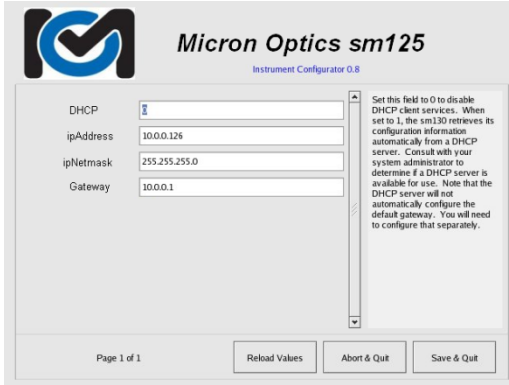 Micron Optics sm125
Instrument Configurator 0.8
DHCP
0
ipAddress
10.0.0.126
ipNetmask
255.255.255.0
Gateway
10.0.0.1
Set this field to 0 to disable
DHCP client services. When
set to 1, the sm130 retrieves its
configuration information
automatically from a DHCP
server. Consult with your
system administrator to
determine if a DHCP server is
available for use. Note that the
DHCP server will not
automatically configure the
default gateway. You will need
to configure that separately.
Page 1 of 1
Reload Values
Abort & Quit
Save & Quit